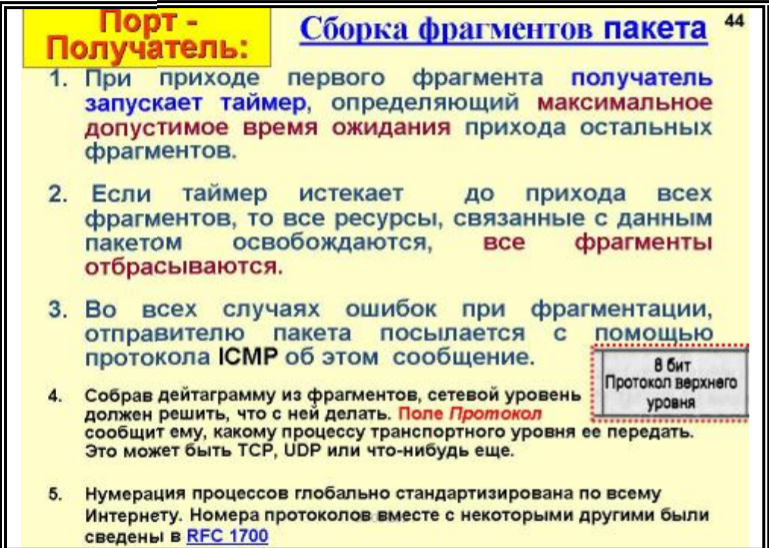 Порт -
Получатель:
Сборка фрагментов пакета
44
1. При приходе первого фрагмента получатель
запускает таймер, определяющий максимальное
допустимое время ожидания прихода остальных
фрагментов.
2. Если таймер истекает до прихода всех
фрагментов, то все ресурсы, связанные с данным
пакетом освобождаются, все фрагменты
отбрасываются.
3. Во всех случаях ошибок при фрагментации,
отправителю пакета посылается с помощью
протокола ICMP об этом сообщение.
8 бит
Протокол верхнего
уровня
4. Собрав дейтаграмму из фрагментов, сетевой уровень
должен решить, что с ней делать. Поле Протокол
сообщит ему, какому процессу транспортного уровня ее передать.
Это может быть TCP, UDP или что-нибудь еще.
5. Нумерация процессов глобально стандартизирована по всему
Интернету. Номера протоколов вместе с некоторыми другими были
сведены в RFC 1700